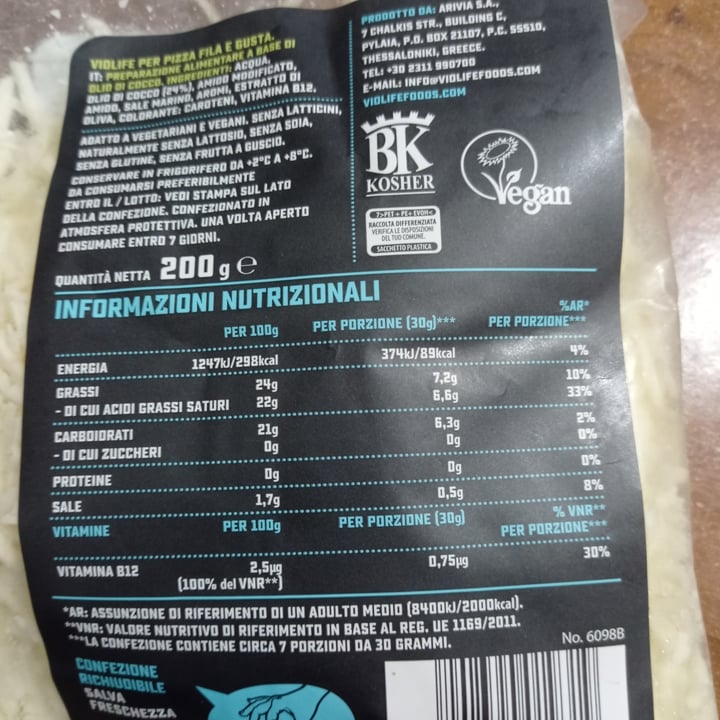 VIOLIFE PER PIZZA FILA E GUSTA.
IT: PREPARAZIONE ALIMENTARE A BASE DI
OLIO DI COCCO. INGREDIENTI: ACQUA,
OLIO DI COCCO (24%), AMIDO MODIFICATO,
AMIDO, SALE MARINO, AROMI, ESTRATTO DI
OLIVA, COLORANTE: CAROTENI, VITAMINA B12.
ADATTO A VEGETARIANI E VEGANI. SENZA LATTICINI,
NATURALMENTE SENZA LATTOSIO, SENZA SOIA,
SENZA GLUTINE, SENZA FRUTTA A GUSCIO.
CONSERVARE IN FRIGORIFERO DA +2°C A +8°C.
DA CONSUMARSI PREFERIBILMENTE
ENTRO IL / LOTTO: VEDI STAMPA SUL LATO
DELLA CONFEZIONE. CONFEZIONATO IN
ATMOSFERA PROTETTIVA. UNA VOLTA APERTO
CONSUMARE ENTRO 7 GIORNI.
QUANTITÀ NETTA 200 g ℮
PRODOTTO DA: ARIVIA S.A.,
7 CHALKIS STR., BUILDING C,
PYLAIA, P.O. BOX 21107, P.C. 55510,
THESSALONIKI, GREECE.
TEL: +30 2311 990700
E-MAIL: INFO@VIOLIFEFOODS.COM
VIOLIFEFOODS.COM
BK
KOSHER
Vegan
7>PET + PE+ EVOH<
RACCOLTA DIFFERENZIATA
VERIFICA LE DISPOSIZIONI
DEL TUO COMUNE.
SACCHETTO PLASTICA
INFORMAZIONI NUTRIZIONALI
PER 100g PER PORZIONE (30g)*** %AR* PER PORZIONE***
ENERGIA 1247kJ/298kcal 374kJ/89kcal 4%
GRASSI 24g 7,2g 10%
- DI CUI ACIDI GRASSI SATURI 22g 6,6g 33%
CARBOIDRATI 21g 6,3g 2%
- DI CUI ZUCCHERI 0g 0g 0%
PROTEINE 0g 0g 0%
SALE 1,7g 0,5g 8%
VITAMINE PER 100g PER PORZIONE (30g) % VNR** PER PORZIONE***
VITAMINA B12 2,5µg 0,75µg 30%
(100% del VNR**)
*AR: ASSUNZIONE DI RIFERIMENTO DI UN ADULTO MEDIO (8400kJ/2000kcal).
**VNR: VALORE NUTRITIVO DI RIFERIMENTO IN BASE AL REG. UE 1169/2011.
***LA CONFEZIONE CONTIENE CIRCA 7 PORZIONI DA 30 GRAMMI.
No. 6098B
CONFEZIONE
RICHIUDIBILE
SALVA
FRESCHEZZA